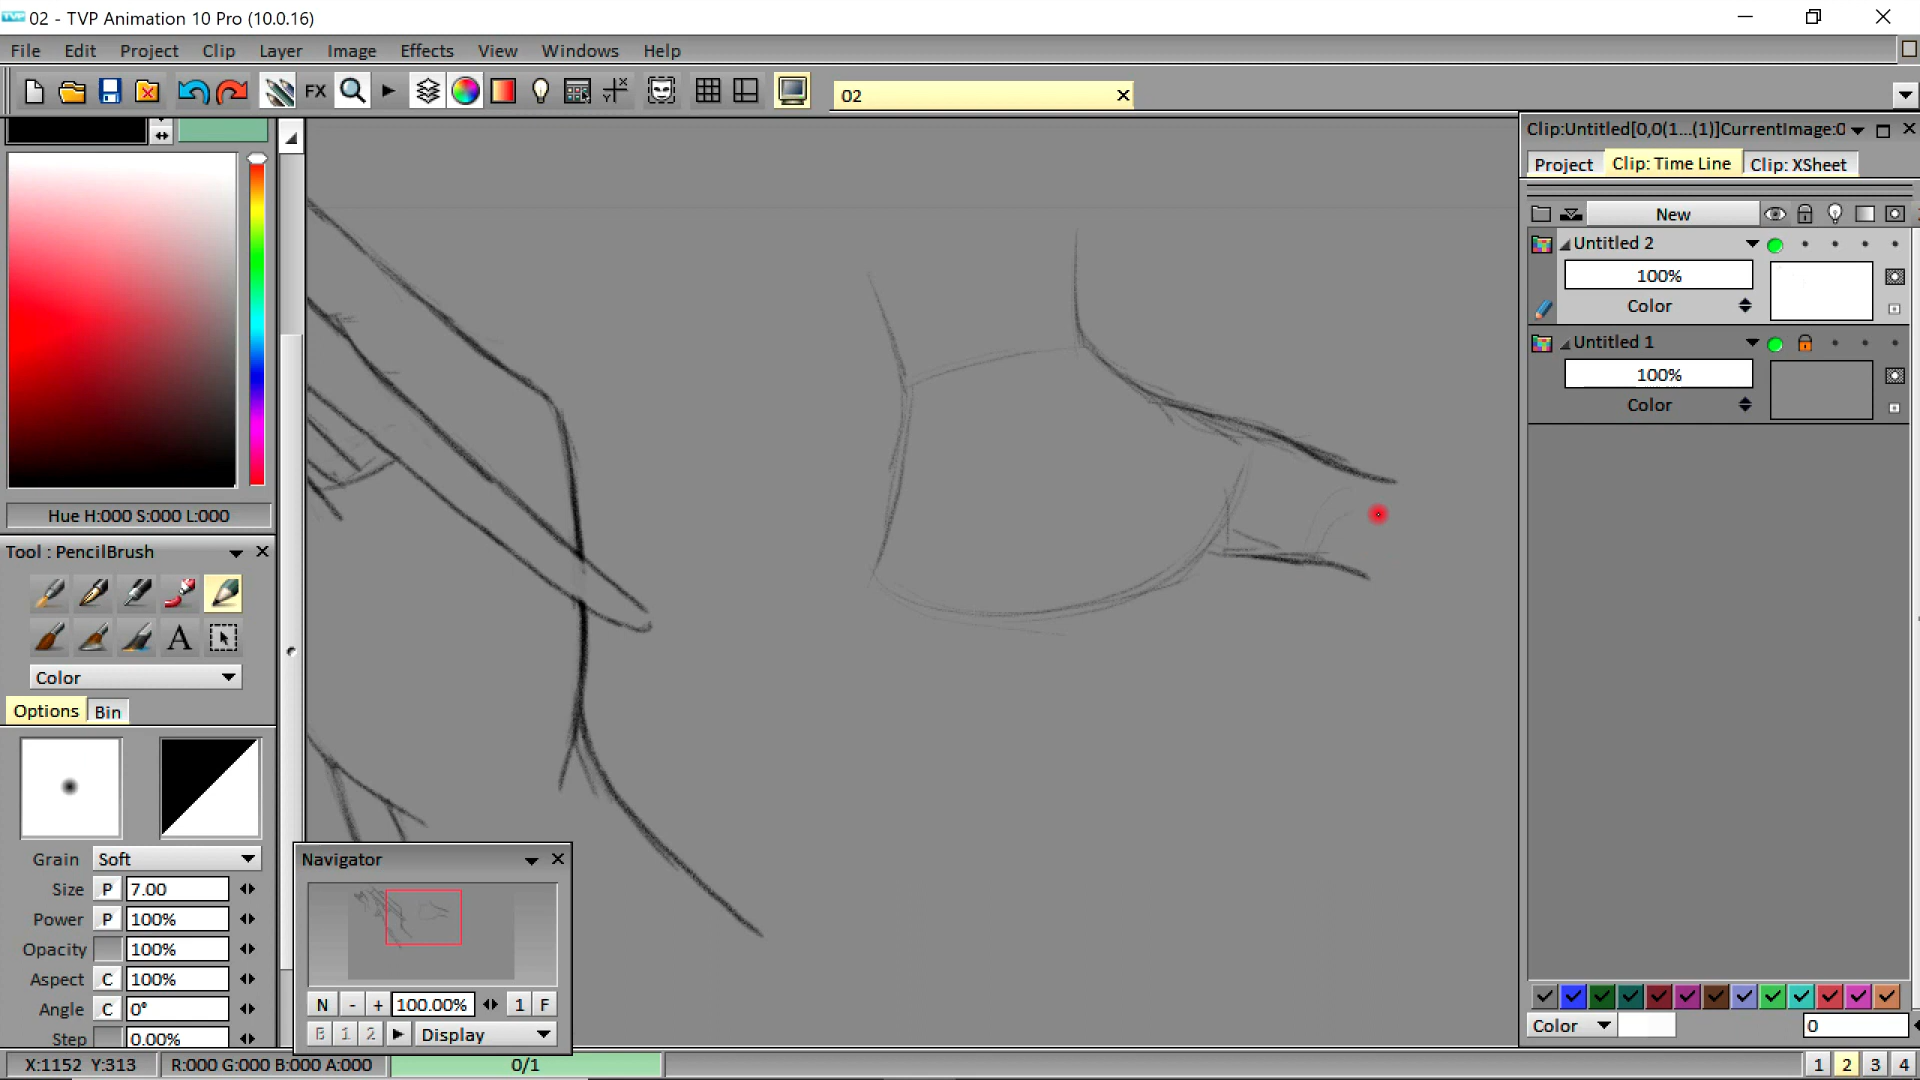 02 - TVP Animation 10 Pro (10.0.16)
File Edit Project Clip Layer Image Effects View Windows Help
FX
02
Clip:Untitled[0,0(1...(1)]CurrentImage:0
Project Clip: Time Line Clip: XSheet
New
Untitled 2
100%
Color
Untitled 1
100%
Color
Hue H:000 S:000 L:000
Tool : PencilBrush
A
Color
Options Bin
Grain Soft
Size P 7.00
Power P 100%
Opacity 100%
Aspect C 100%
Angle C 0°
Step 0.00%
Navigator
N - + 100.00% 1 F
B 1 2 Display
Color 0
X:1152 Y:313 R:000 G:000 B:000 A:000 0/1 1 2 3 4